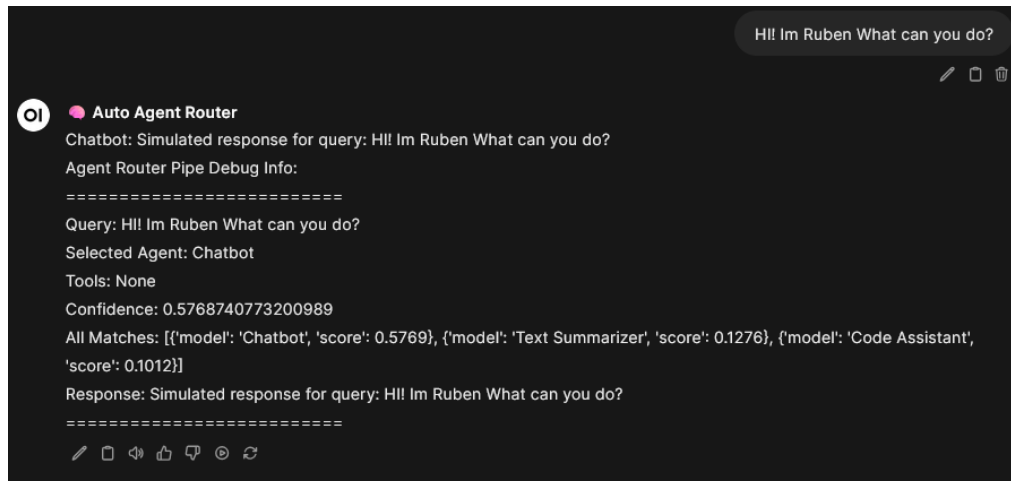 HI! Im Ruben What can you do?
OI
Auto Agent Router
Chatbot: Simulated response for query: HI! Im Ruben What can you do?
Agent Router Pipe Debug Info:
==========================
Query: HI! Im Ruben What can you do?
Selected Agent: Chatbot
Tools: None
Confidence: 0.5768740773200989
All Matches: [{'model': 'Chatbot', 'score': 0.5769}, {'model': 'Text Summarizer', 'score': 0.1276}, {'model': 'Code Assistant',
'score': 0.1012}]
Response: Simulated response for query: HI! Im Ruben What can you do?
==========================